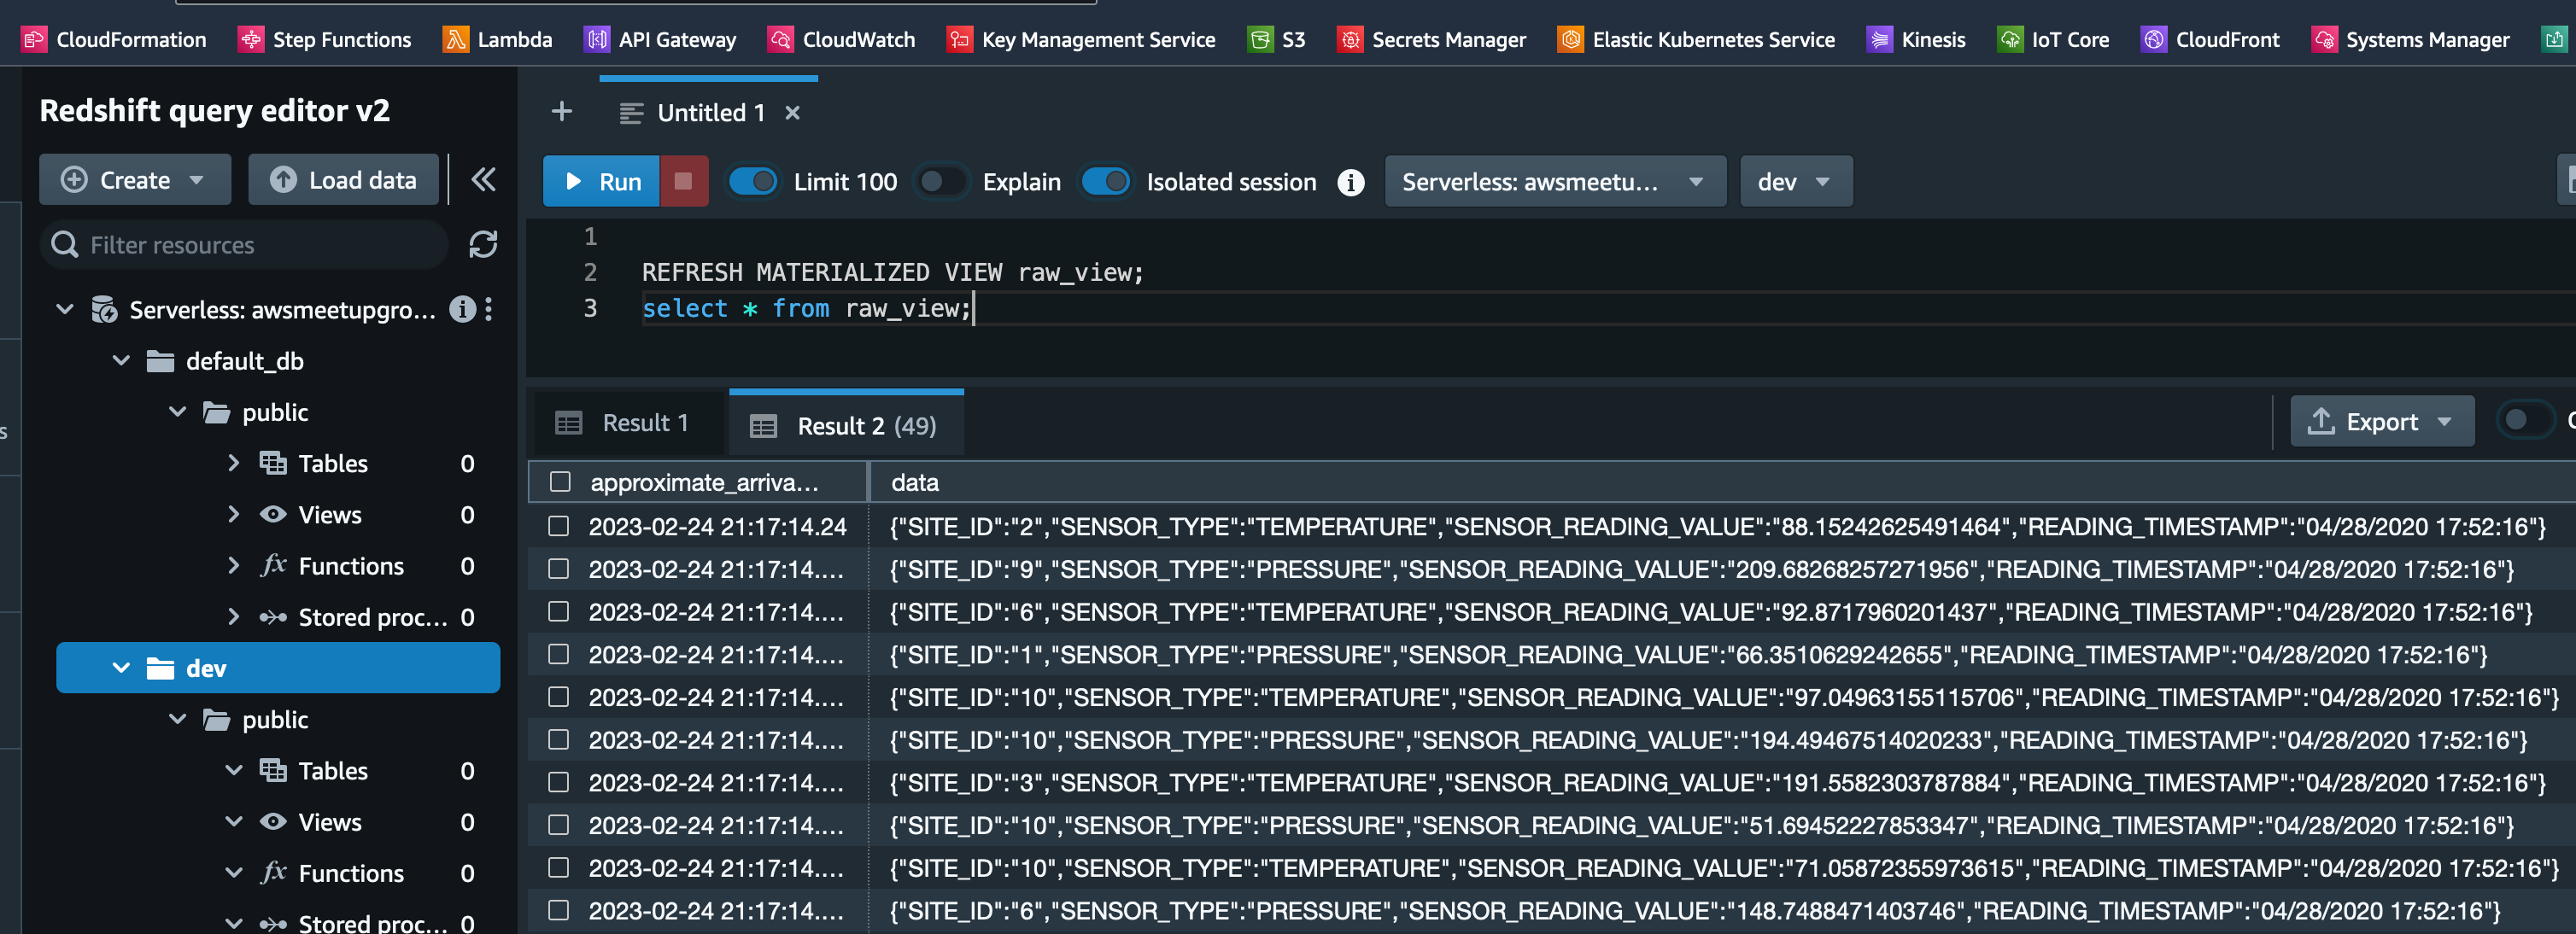 CloudFormation Step Functions Lambda API Gateway CloudWatch Key Management Service S3 Secrets Manager Elastic Kubernetes Service Kinesis IoT Core CloudFront Systems Manager
Redshift query editor v2
Create Load data
Filter resources
Serverless: awsmeetupgro...
default_db
public
Tables 0
Views 0
fx Functions 0
Stored proc... 0
dev
public
Tables 0
Views 0
fx Functions 0
Stored proc... 0
+ Untitled 1 ×
Run Limit 100 Explain Isolated session Serverless: awsmeetu... dev
1
2 REFRESH MATERIALIZED VIEW raw_view;
3 select * from raw_view;
Result 1 Result 2 (49) Export
approximate_arriva... data
2023-02-24 21:17:14.24 {"SITE_ID":"2","SENSOR_TYPE":"TEMPERATURE","SENSOR_READING_VALUE":"88.15242625491464","READING_TIMESTAMP":"04/28/2020 17:52:16"}
2023-02-24 21:17:14.... {"SITE_ID":"9","SENSOR_TYPE":"PRESSURE","SENSOR_READING_VALUE":"209.68268257271956","READING_TIMESTAMP":"04/28/2020 17:52:16"}
2023-02-24 21:17:14.... {"SITE_ID":"6","SENSOR_TYPE":"TEMPERATURE","SENSOR_READING_VALUE":"92.8717960201437","READING_TIMESTAMP":"04/28/2020 17:52:16"}
2023-02-24 21:17:14.... {"SITE_ID":"1","SENSOR_TYPE":"PRESSURE","SENSOR_READING_VALUE":"66.3510629242655","READING_TIMESTAMP":"04/28/2020 17:52:16"}
2023-02-24 21:17:14.... {"SITE_ID":"10","SENSOR_TYPE":"TEMPERATURE","SENSOR_READING_VALUE":"97.04963155115706","READING_TIMESTAMP":"04/28/2020 17:52:16"}
2023-02-24 21:17:14.... {"SITE_ID":"10","SENSOR_TYPE":"PRESSURE","SENSOR_READING_VALUE":"194.49467514020233","READING_TIMESTAMP":"04/28/2020 17:52:16"}
2023-02-24 21:17:14.... {"SITE_ID":"3","SENSOR_TYPE":"TEMPERATURE","SENSOR_READING_VALUE":"191.5582303787884","READING_TIMESTAMP":"04/28/2020 17:52:16"}
2023-02-24 21:17:14.... {"SITE_ID":"10","SENSOR_TYPE":"PRESSURE","SENSOR_READING_VALUE":"51.69452227853347","READING_TIMESTAMP":"04/28/2020 17:52:16"}
2023-02-24 21:17:14.... {"SITE_ID":"10","SENSOR_TYPE":"TEMPERATURE","SENSOR_READING_VALUE":"71.05872355973615","READING_TIMESTAMP":"04/28/2020 17:52:16"}
2023-02-24 21:17:14.... {"SITE_ID":"6","SENSOR_TYPE":"PRESSURE","SENSOR_READING_VALUE":"148.7488471403746","READING_TIMESTAMP":"04/28/2020 17:52:16"}